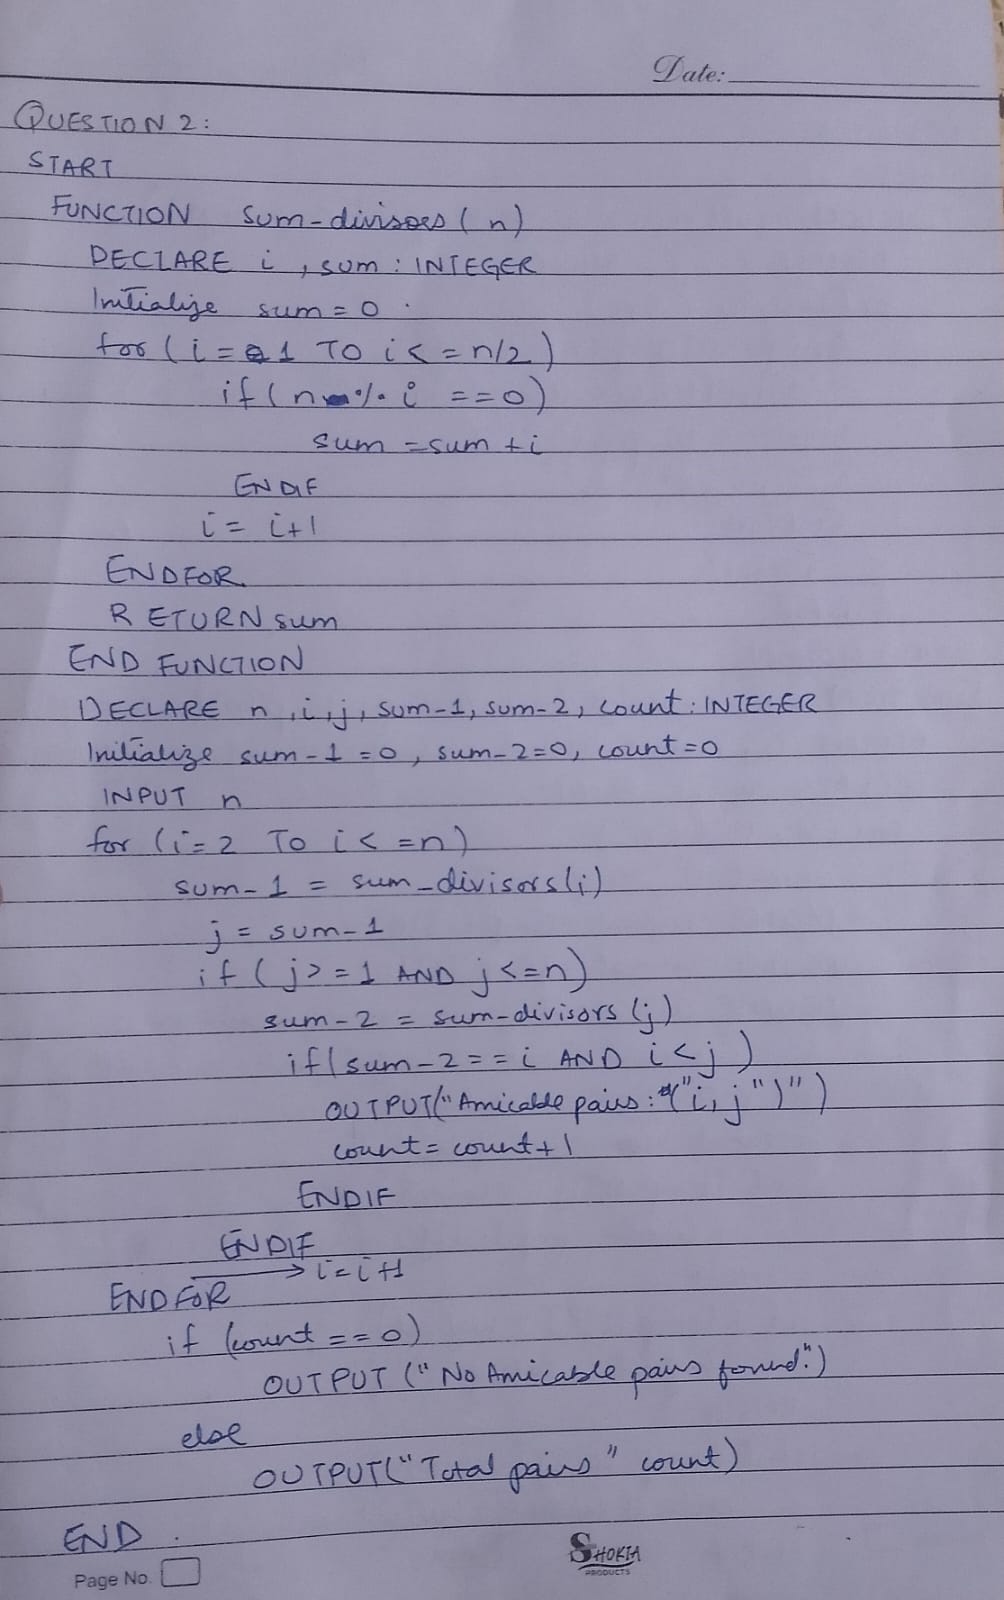 Date:
QUESTION 2:
START
FUNCTION sum-divisors (n)
DECLARE i, sum : INTEGER
Initialize sum = 0
for (i = 1 TO i <= n/2)
if (n % i == 0)
sum = sum + i
ENDIF
i = i+1
ENDFOR
RETURN sum
END FUNCTION
DECLARE n, i, j, sum-1, sum-2, count : INTEGER
Initialize sum-1 = 0, sum-2=0, count=0
INPUT n
for (i=2 TO i<=n)
sum-1 = sum_divisors(i)
j = sum-1
if (j>=1 AND j<=n)
sum-2 = sum-divisors (j)
if(sum-2 == i AND i<j)
OUTPUT("Amicable pairs: ("i, j")")
count = count+1
ENDIF
ENDIF
i=i+1
ENDFOR
if (count == 0)
OUTPUT ("No Amicable pairs found.")
else
OUTPUT("Total pairs" count)
END
SHOKIA
PRODUCTS
Page No.